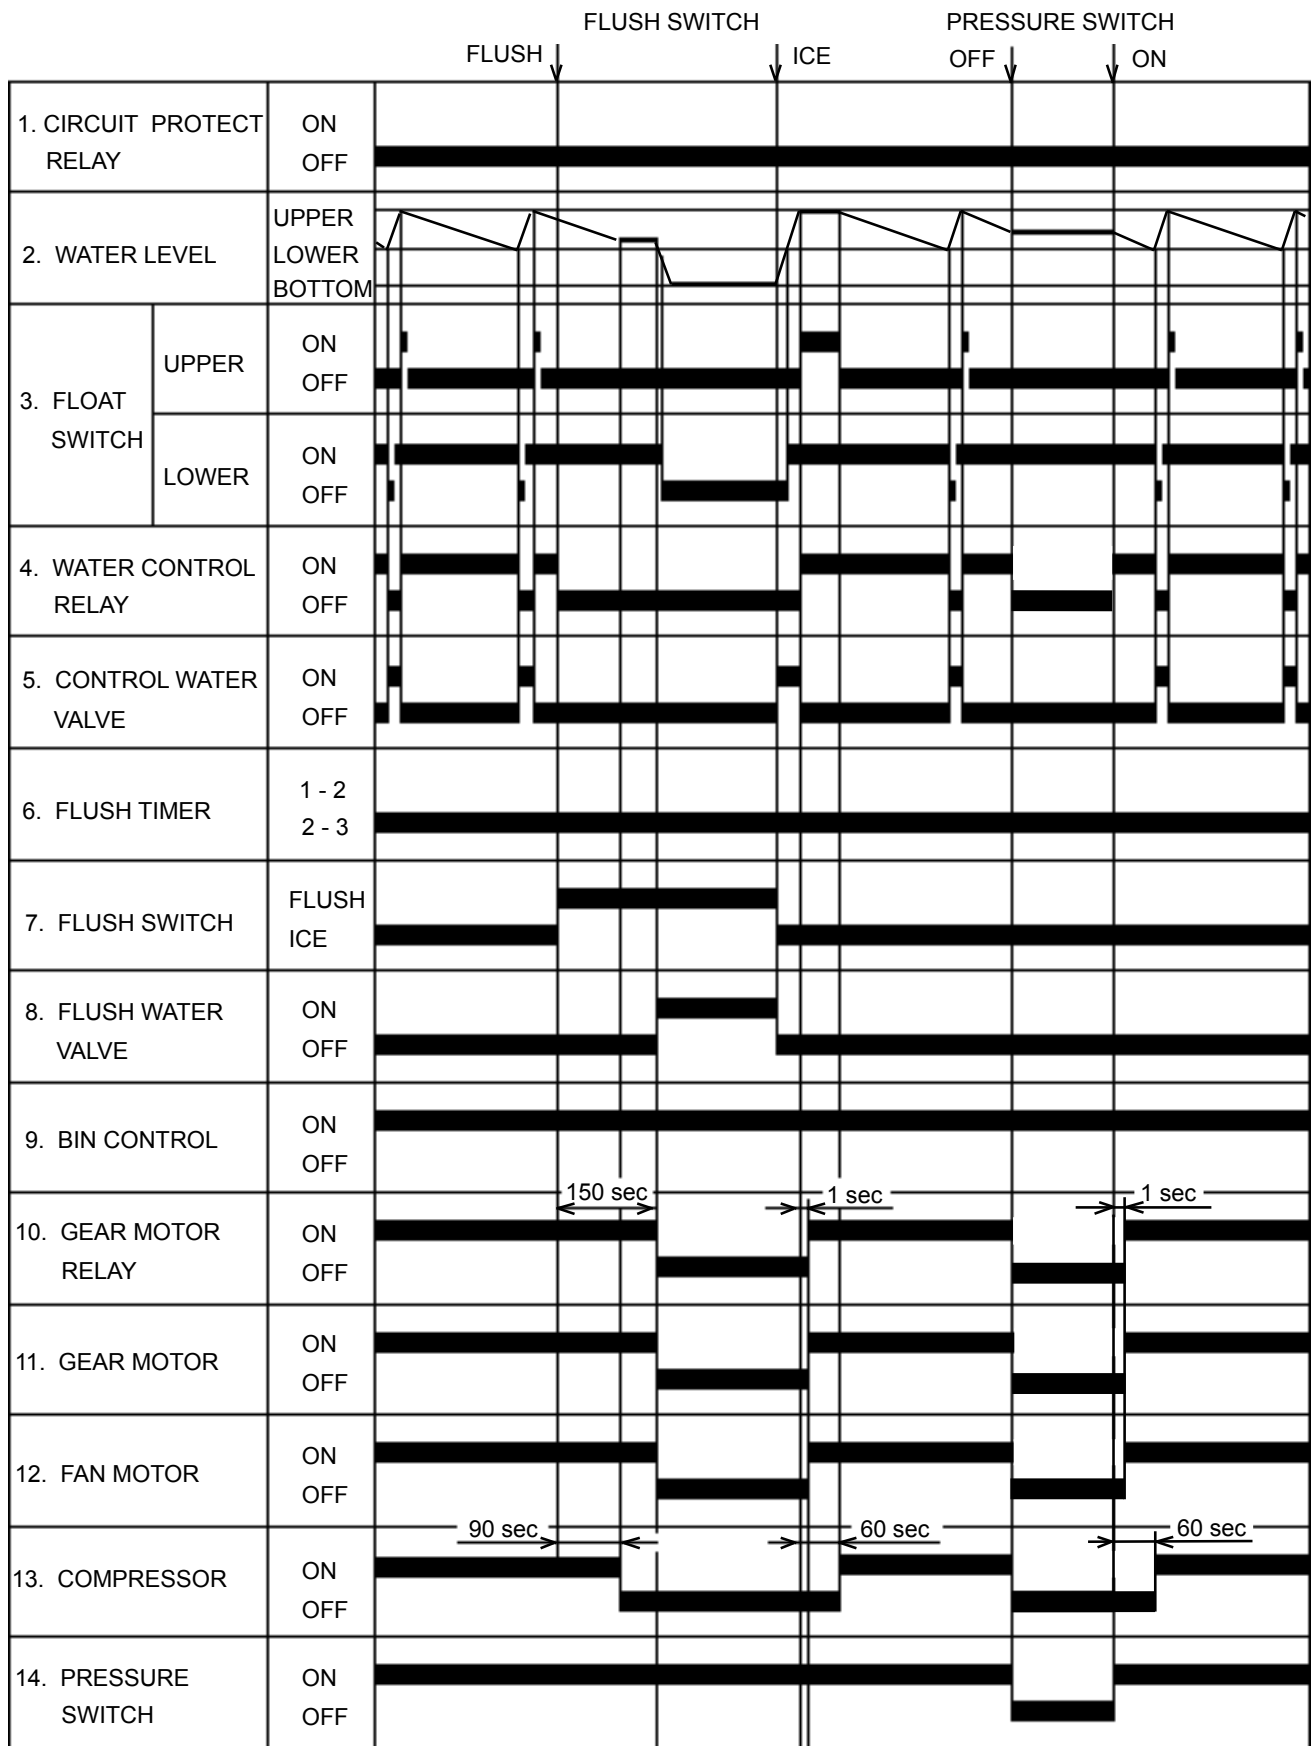 FLUSH SWITCH PRESSURE SWITCH
FLUSH ICE OFF ON
1. CIRCUIT PROTECT ON
RELAY OFF
UPPER
2. WATER LEVEL LOWER
BOTTOM
ON
UPPER OFF
3. FLOAT
SWITCH ON
LOWER OFF
4. WATER CONTROL ON
RELAY OFF
5. CONTROL WATER ON
VALVE OFF
1 - 2
6. FLUSH TIMER
2 - 3
FLUSH
7. FLUSH SWITCH
ICE
8. FLUSH WATER ON
VALVE OFF
ON
9. BIN CONTROL
OFF
150 sec 1 sec 1 sec
10. GEAR MOTOR ON
RELAY OFF
ON
11. GEAR MOTOR
OFF
ON
12. FAN MOTOR
OFF
90 sec 60 sec 60 sec
ON
13. COMPRESSOR
OFF
14. PRESSURE ON
SWITCH OFF